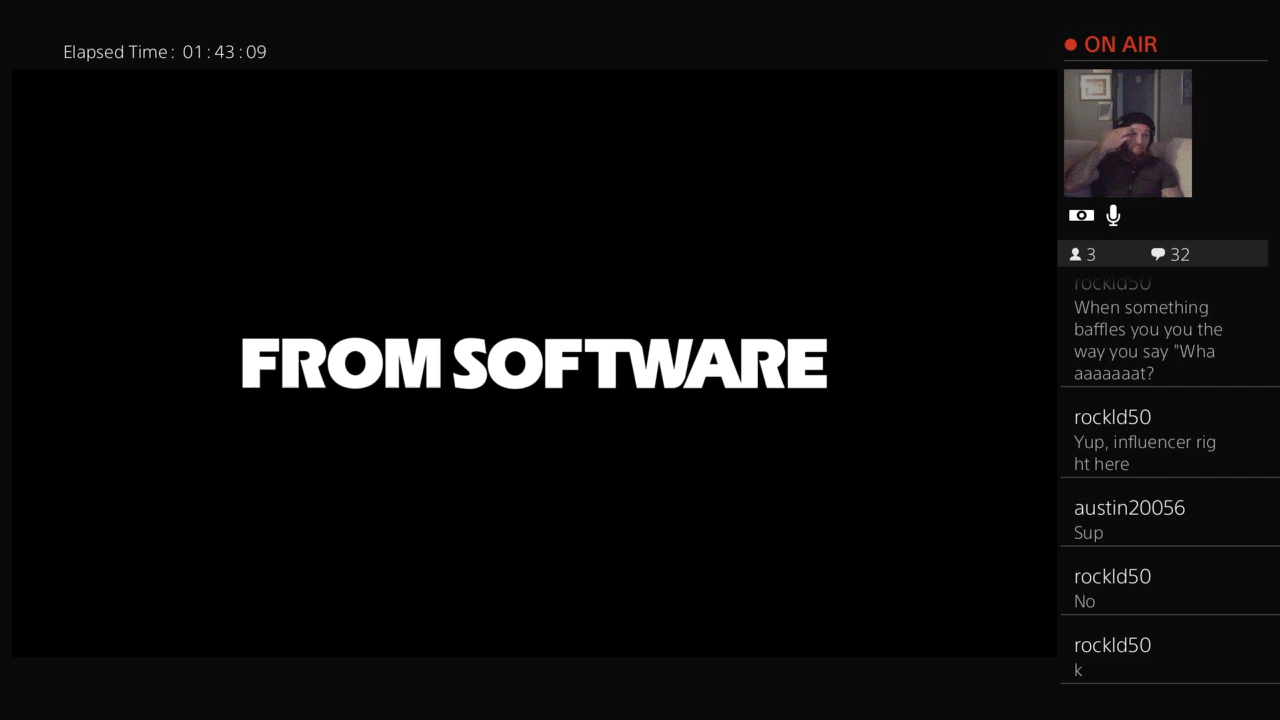 Elapsed Time: 01:43:09
ON AIR
FROM SOFTWARE
3
32
rockld50
When something
baffles you you the
way you say "Wha
aaaaaaat?
rockld50
Yup, influencer rig
ht here
austin20056
Sup
rockld50
No
rockld50
k